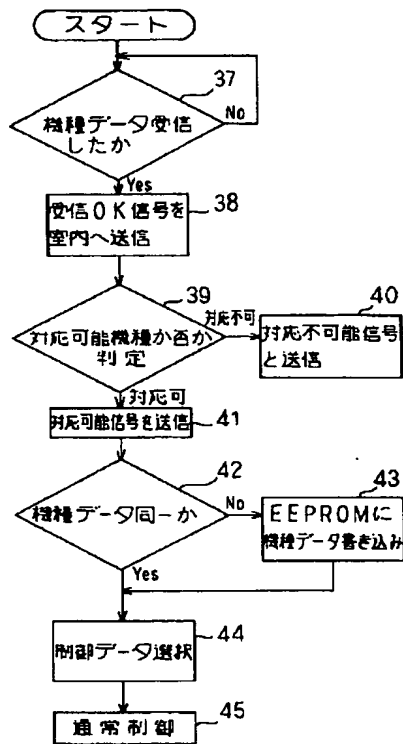 スタート
37
機種データ受信
したか
No
Yes
受信OK信号を
室内へ送信
38
39
対応可能機種か否か
判定
対応不可
40
対応不可能信号
と送信
対応可
対応可能信号を送信
41
42
機種データ同一か
No
43
EEPROMに
機種データ書き込み
Yes
制御データ選択
44
通常制御
45